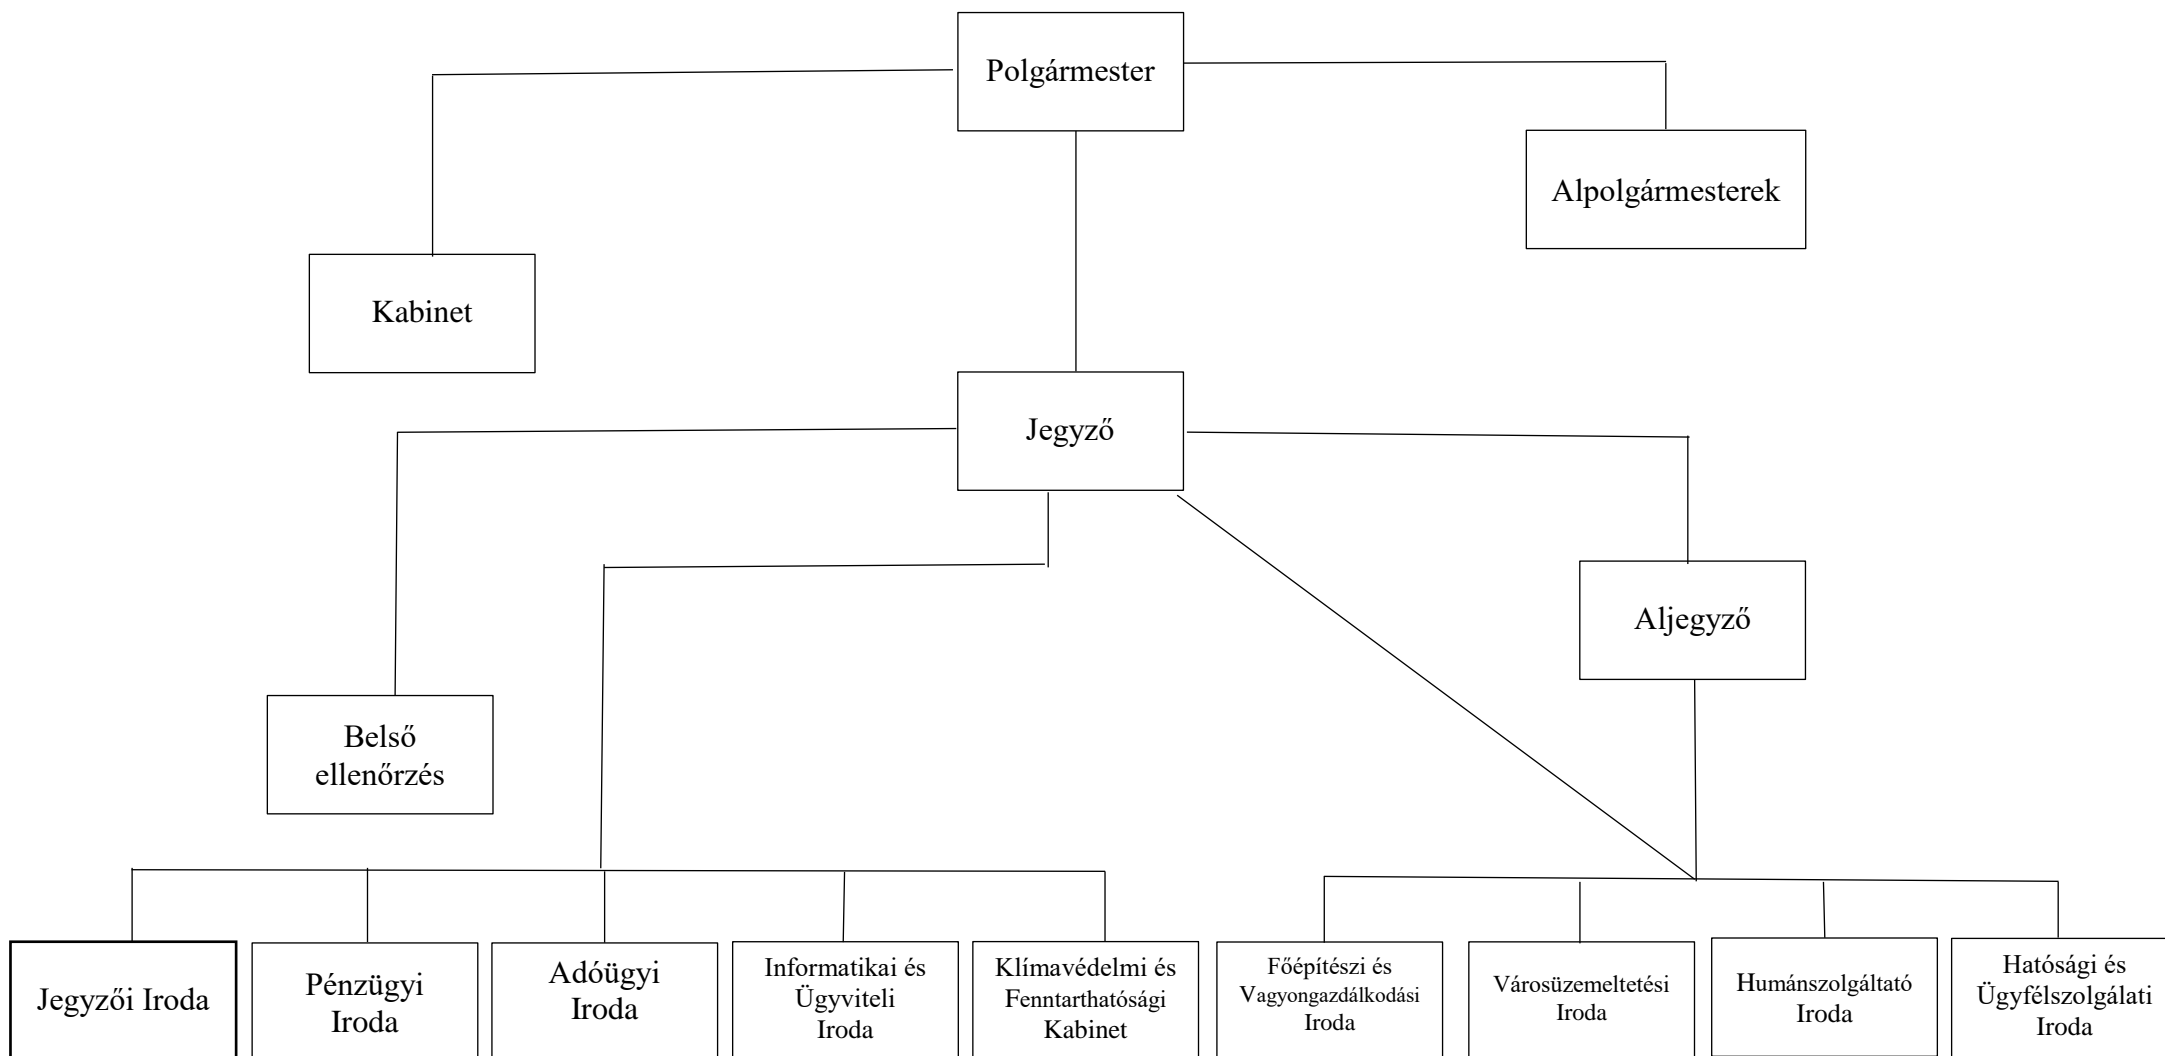 Polgármester
Alpolgármesterek
Kabinet
Jegyző
Aljegyző
Belső
ellenőrzés
Jegyzői Iroda
Pénzügyi
Iroda
Adóügyi
Iroda
Informatikai és
Ügyviteli
Iroda
Klímavédelmi és
Fenntarthatósági
Kabinet
Főépítészi és
Vagyongazdálkodási
Iroda
Városüzemeltetési
Iroda
Humánszolgáltató
Iroda
Hatósági és
Ügyfélszolgálati
Iroda